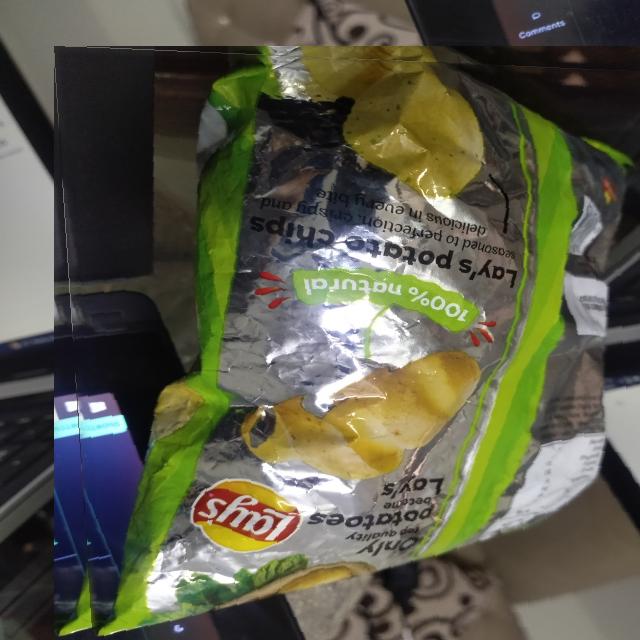 Only
top quality
potatoes
become
Lay's
Lay's
100% natural
Lay's potato chips
seasoned to perfection, crispy and
delicious in every bite
Comments